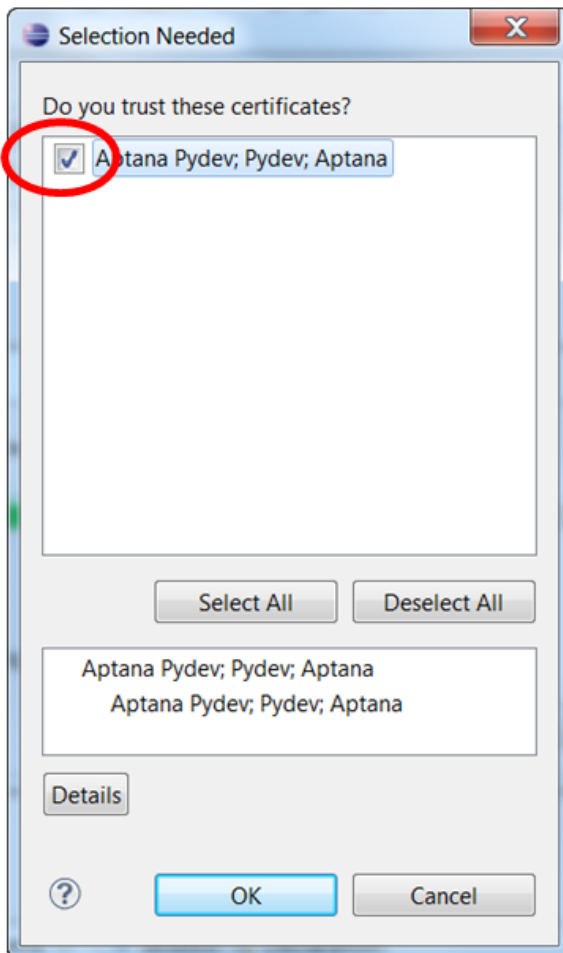 Selection Needed
Do you trust these certificates?
Aptana Pydev; Pydev; Aptana
Select All
Deselect All
Aptana Pydev; Pydev; Aptana
Aptana Pydev; Pydev; Aptana
Details
?
OK
Cancel